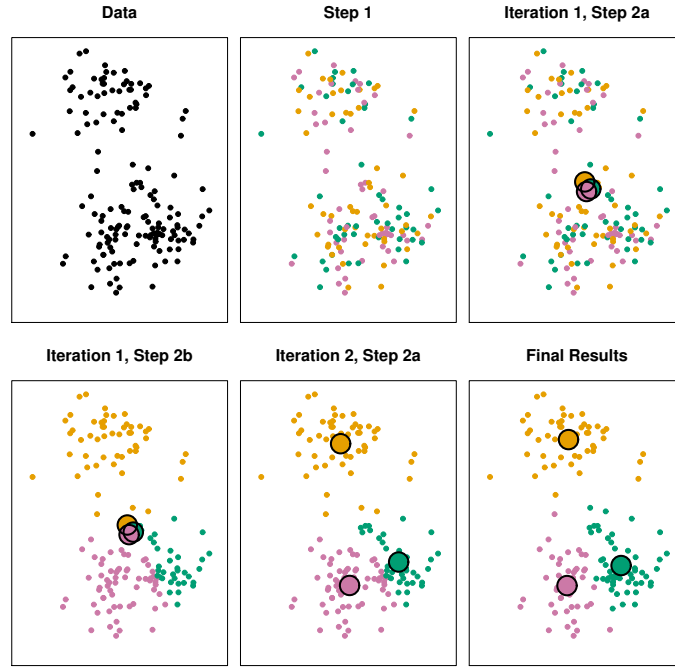 Data
Step 1
Iteration 1, Step 2a
Iteration 1, Step 2b
Iteration 2, Step 2a
Final Results